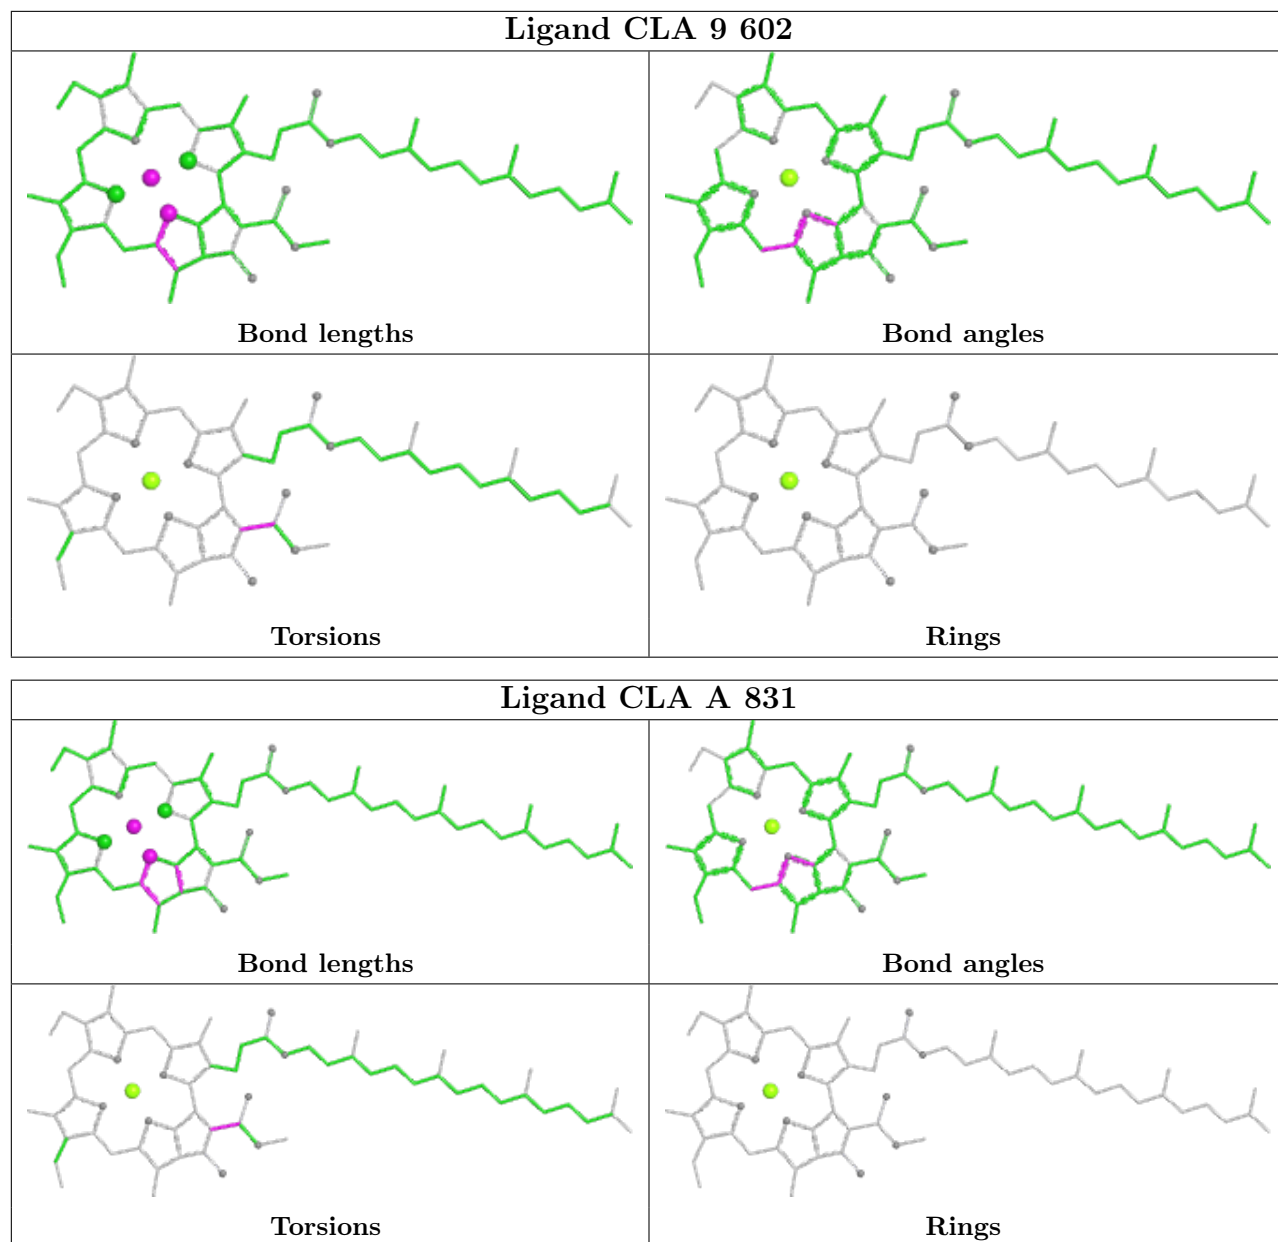 Ligand CLA 9 602
Bond lengths
Bond angles
Torsions
Rings
Ligand CLA A 831
Bond lengths
Bond angles
Torsions
Rings